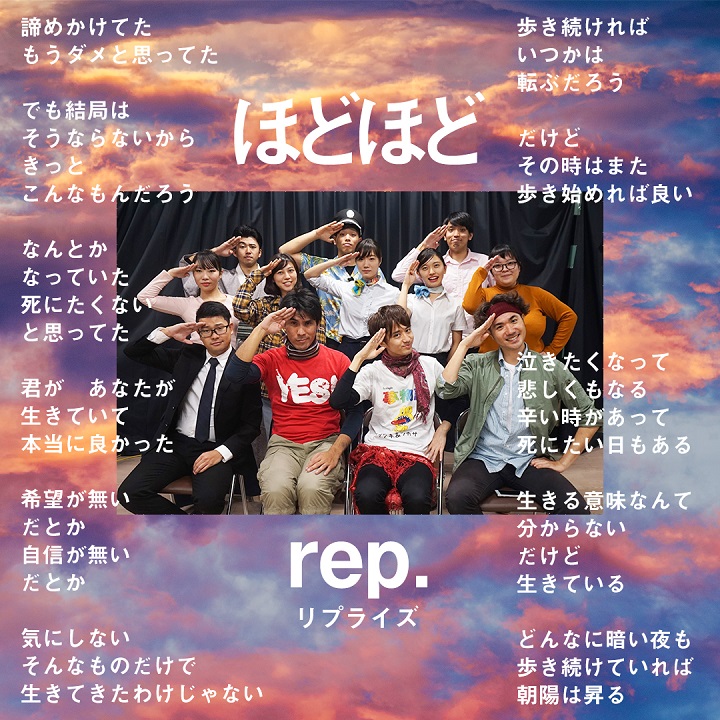 諦めかけてた
もうダメと思ってた
でも結局は
そうならないから
きっと
こんなもんだろう
なんとか
なっていた
死にたくない
と思ってた
君が　あなたが
生きていて
本当に良かった
希望が無い
だとか
自信が無い
だとか
気にしない
そんなものだけで
生きてきたわけじゃない
ほどほど
YES!
rep.
リプライズ
歩き続ければ
いつかは
転ぶだろう
だけど
その時はまた
歩き始めれば良い
泣きたくなって
悲しくもなる
辛い時があって
死にたい日もある
生きる意味なんて
分からない
だけど
生きている
どんなに暗い夜も
歩き続けていれば
朝陽は昇る